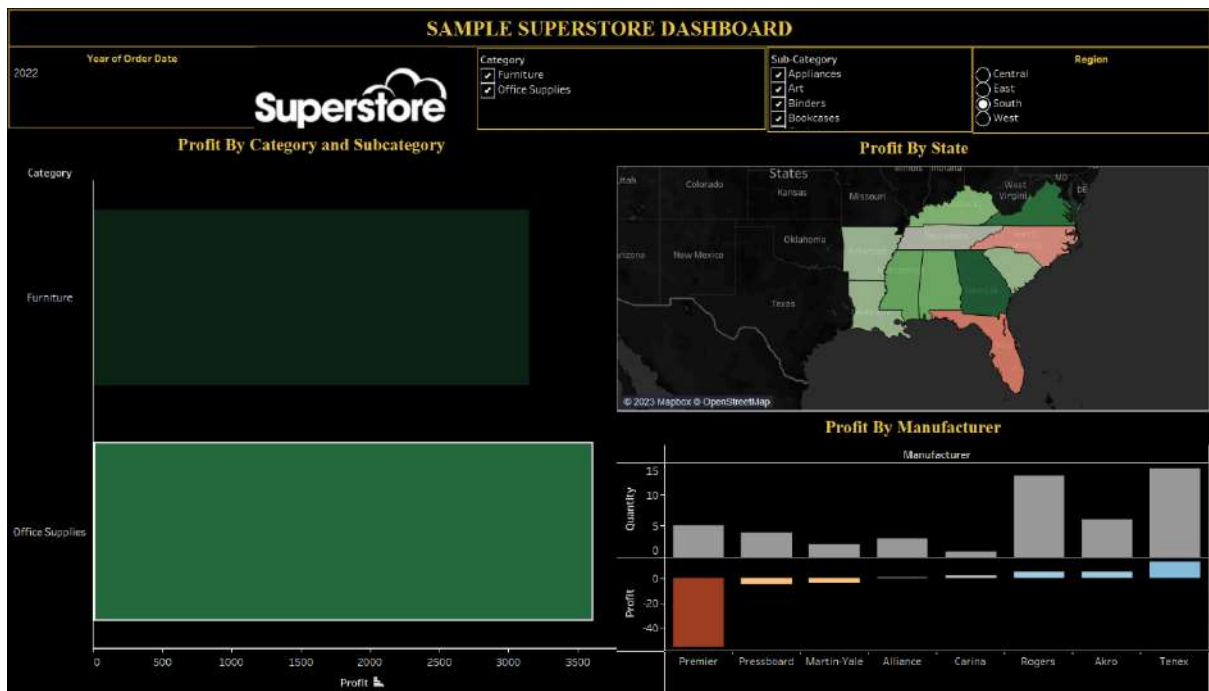 SAMPLE SUPERSTORE DASHBOARD
Year of Order Date
2022
Superstore
Category
Furniture
Office Supplies
Sub-Category
Appliances
Art
Binders
Bookcases
Region
Central
East
South
West
Profit By Category and Subcategory
Category
Furniture
Office Supplies
0 500 1000 1500 2000 2500 3000 3500
Profit
Profit By State
States
Utah
Colorado
Kansas
Missouri
Illinois Indiana
West
Virginia
MO
DE
Oklahoma
New Mexico
Texas
© 2023 Mapbox © OpenStreetMap
Profit By Manufacturer
Manufacturer
Quantity
15
10
5
0
Profit
0
-20
-40
Premier Pressboard Martin-Yale Alliance Carina Rogers Akro Tenex